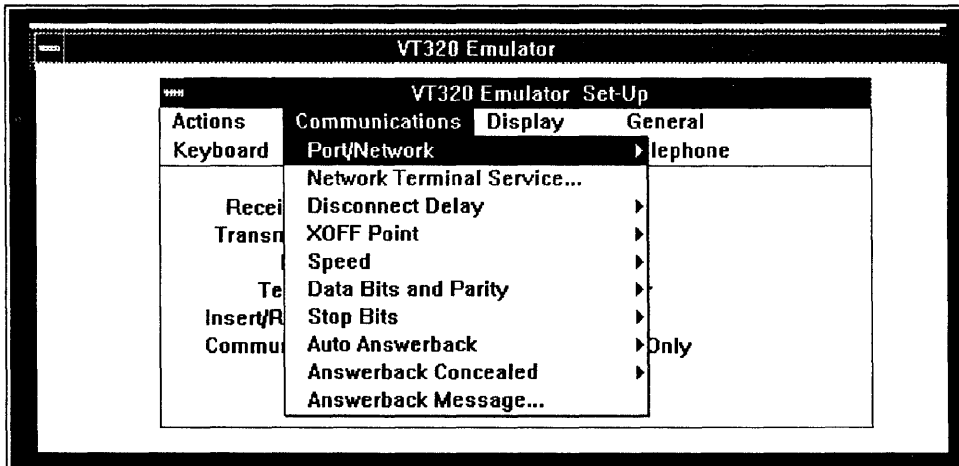 VT320 Emulator
VT320 Emulator Set-Up
Actions Communications Display General
Keyboard Port/Network lephone
Network Terminal Service...
Recei Disconnect Delay
Transm XOFF Point
Speed
Te Data Bits and Parity
Insert/R Stop Bits
Commu Auto Answerback Only
Answerback Concealed
Answerback Message...